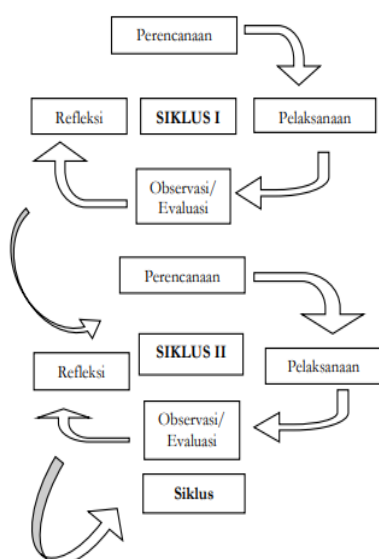 Perencanaan
Refleksi
SIKLUS I
Pelaksanaan
Observasi/
Evaluasi
Perencanaan
SIKLUS II
Refleksi
Pelaksanaan
Observasi/
Evaluasi
Siklus